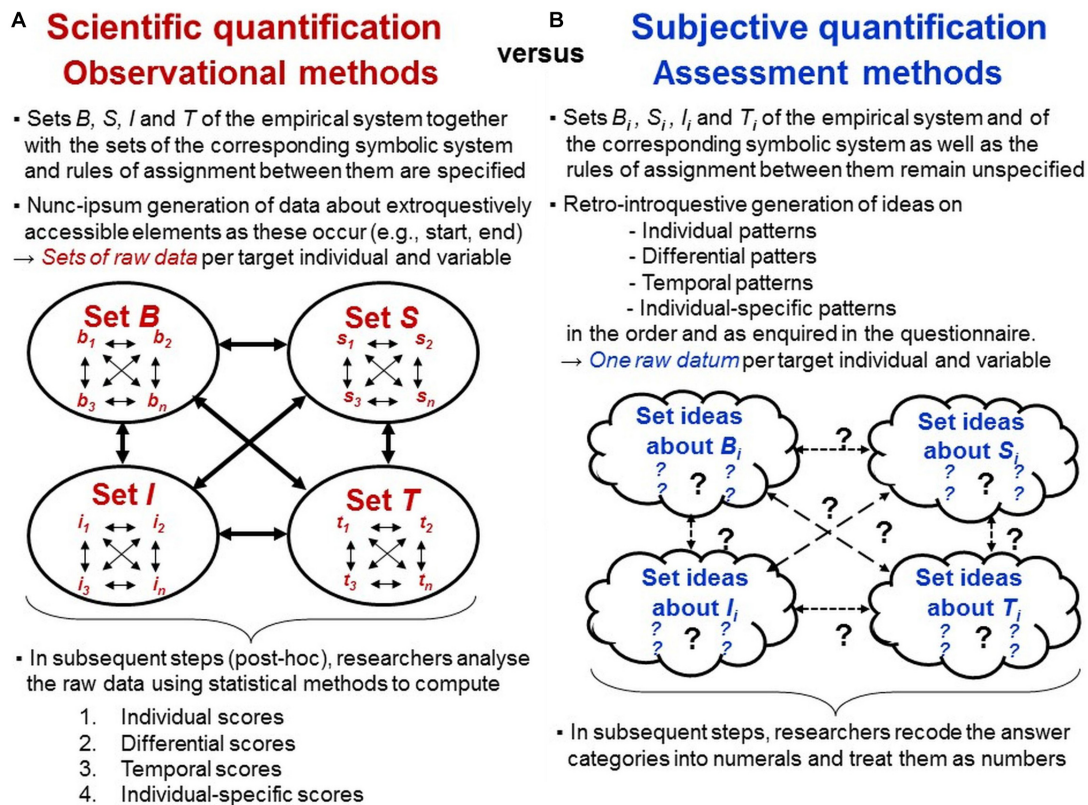 A
Scientific quantification
Observational methods
▪ Sets B, S, I and T of the empirical system together
with the sets of the corresponding symbolic system
and rules of assignment between them are specified
▪ Nunc-ipsum generation of data about extroquestively
accessible elements as these occur (e.g., start, end)
→ Sets of raw data per target individual and variable
Set B
b1 b2
b3 bn
Set S
s1 s2
s3 sn
Set I
i1 i2
i3 in
Set T
t1 t2
t3 tn
▪ In subsequent steps (post-hoc), researchers analyse
the raw data using statistical methods to compute
1. Individual scores
2. Differential scores
3. Temporal scores
4. Individual-specific scores
versus
B
Subjective quantification
Assessment methods
▪ Sets Bi, Si, Ii and Ti of the empirical system and of
the corresponding symbolic system as well as the
rules of assignment between them remain unspecified
▪ Retro-introquestive generation of ideas on
- Individual patterns
- Differential patters
- Temporal patterns
- Individual-specific patterns
in the order and as enquired in the questionnaire.
→ One raw datum per target individual and variable
Set ideas
about Bi
? ?
? ? ?
?
Set ideas
about Si
? ?
? ? ?
?
?
?
?
Set ideas
about Ii
? ?
? ? ?
?
Set ideas
about Ti
? ?
? ? ?
▪ In subsequent steps, researchers recode the answer
categories into numerals and treat them as numbers